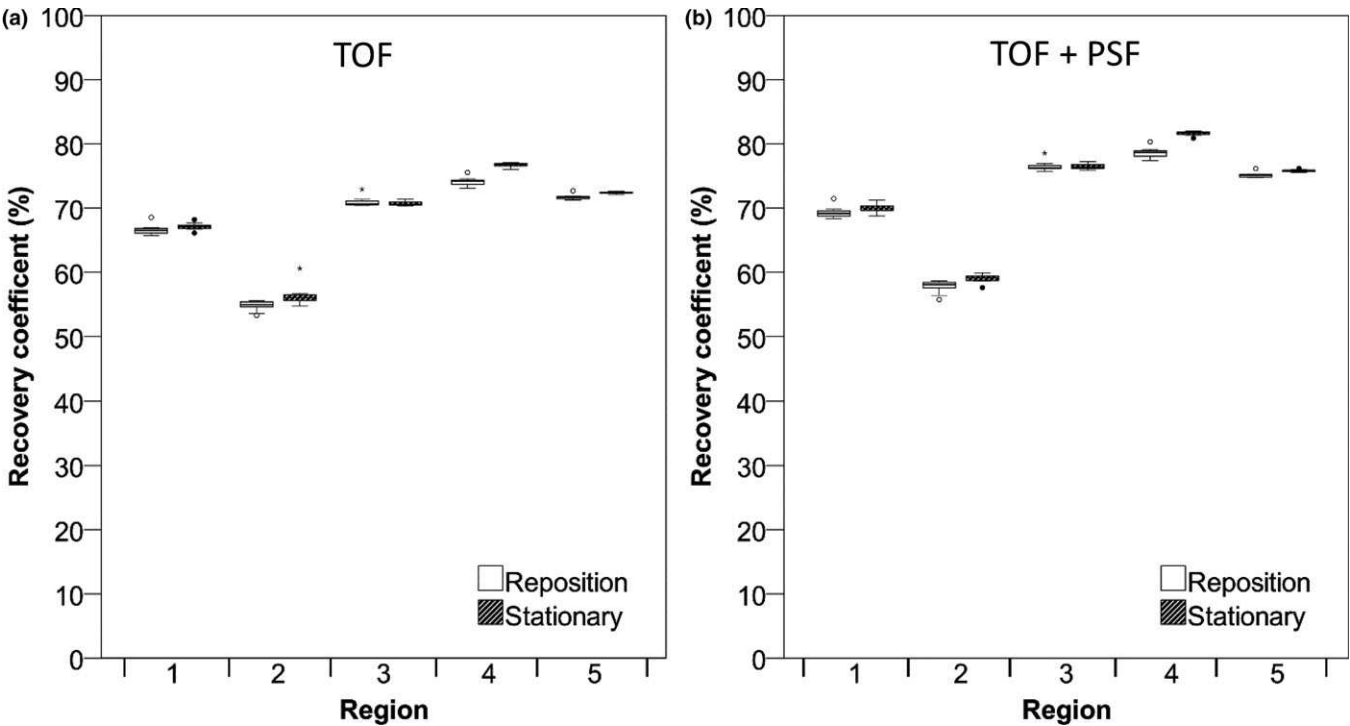 (a)
TOF
Recovery coefficent (%)
100
90
80
70
60
50
40
30
20
10
0
Reposition
Stationary
1 2 3 4 5
Region
(b)
TOF + PSF
Recovery coefficent (%)
100
90
80
70
60
50
40
30
20
10
0
Reposition
Stationary
1 2 3 4 5
Region